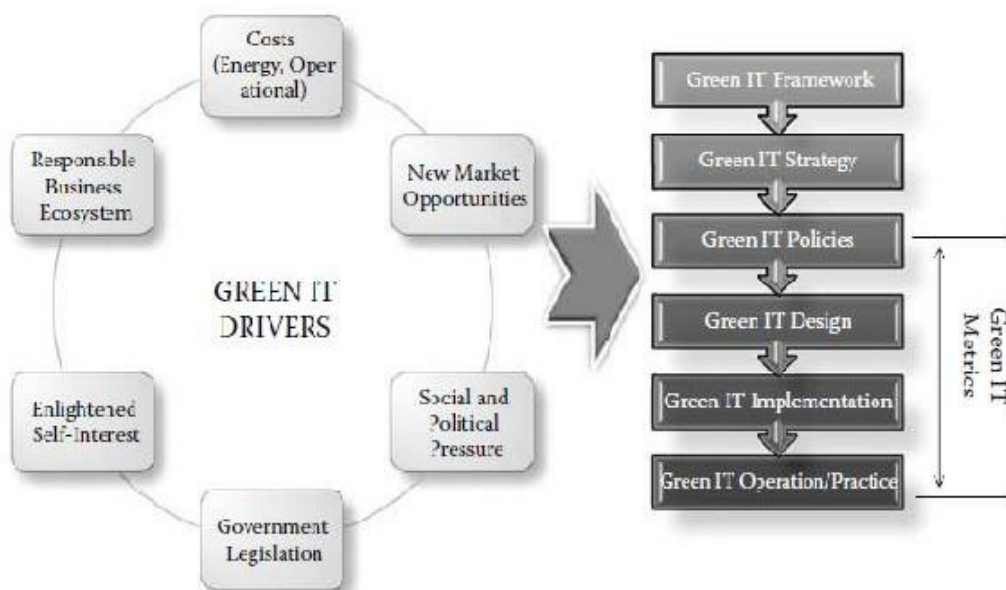 Costs
(Energy, Oper
ational)
New Market
Opportunities
Social and
Political
Pressure
Government
Legislation
Enlightened
Self-Interest
Responsible
Business
Ecosystem
GREEN IT
DRIVERS
Green IT Framework
Green IT Strategy
Green IT Policies
Green IT Design
Green IT Implementation
Green IT Operation/Practice
Green IT
Metrics